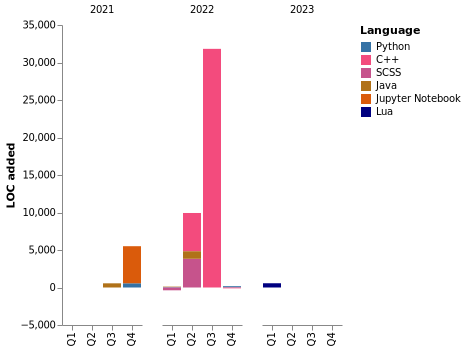 2021 2022 2023
Language
Python
C++
SCSS
Java
Jupyter Notebook
Lua
LOC added
35,000
30,000
25,000
20,000
15,000
10,000
5,000
0
−5,000
Q1 Q2 Q3 Q4 Q1 Q2 Q3 Q4 Q1 Q2 Q3 Q4